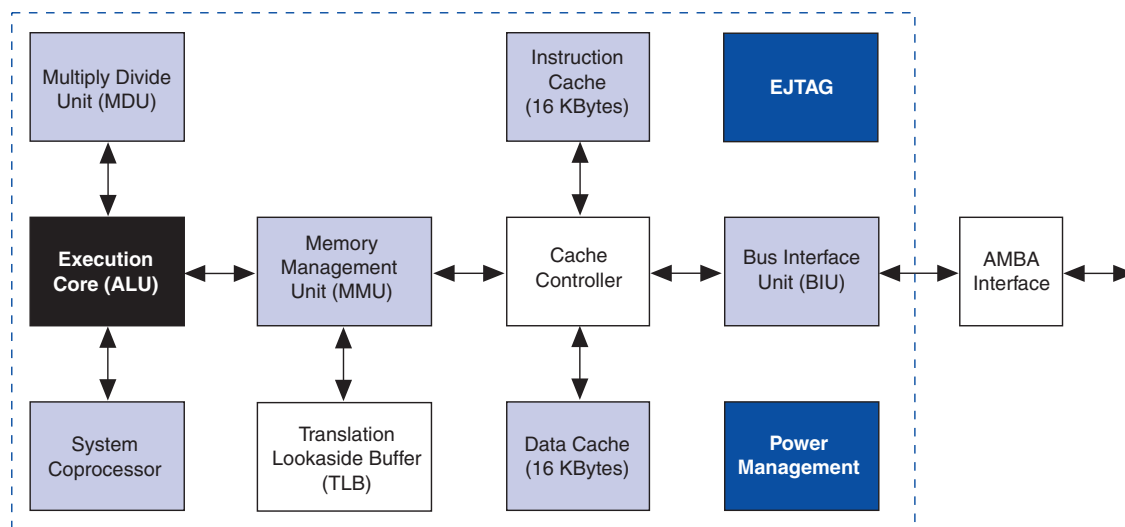 Multiply Divide
Unit (MDU)
Instruction
Cache
(16 KBytes)
EJTAG
Execution
Core (ALU)
Memory
Management
Unit (MMU)
Cache
Controller
Bus Interface
Unit (BIU)
AMBA
Interface
System
Coprocessor
Translation
Lookaside Buffer
(TLB)
Data Cache
(16 KBytes)
Power
Management